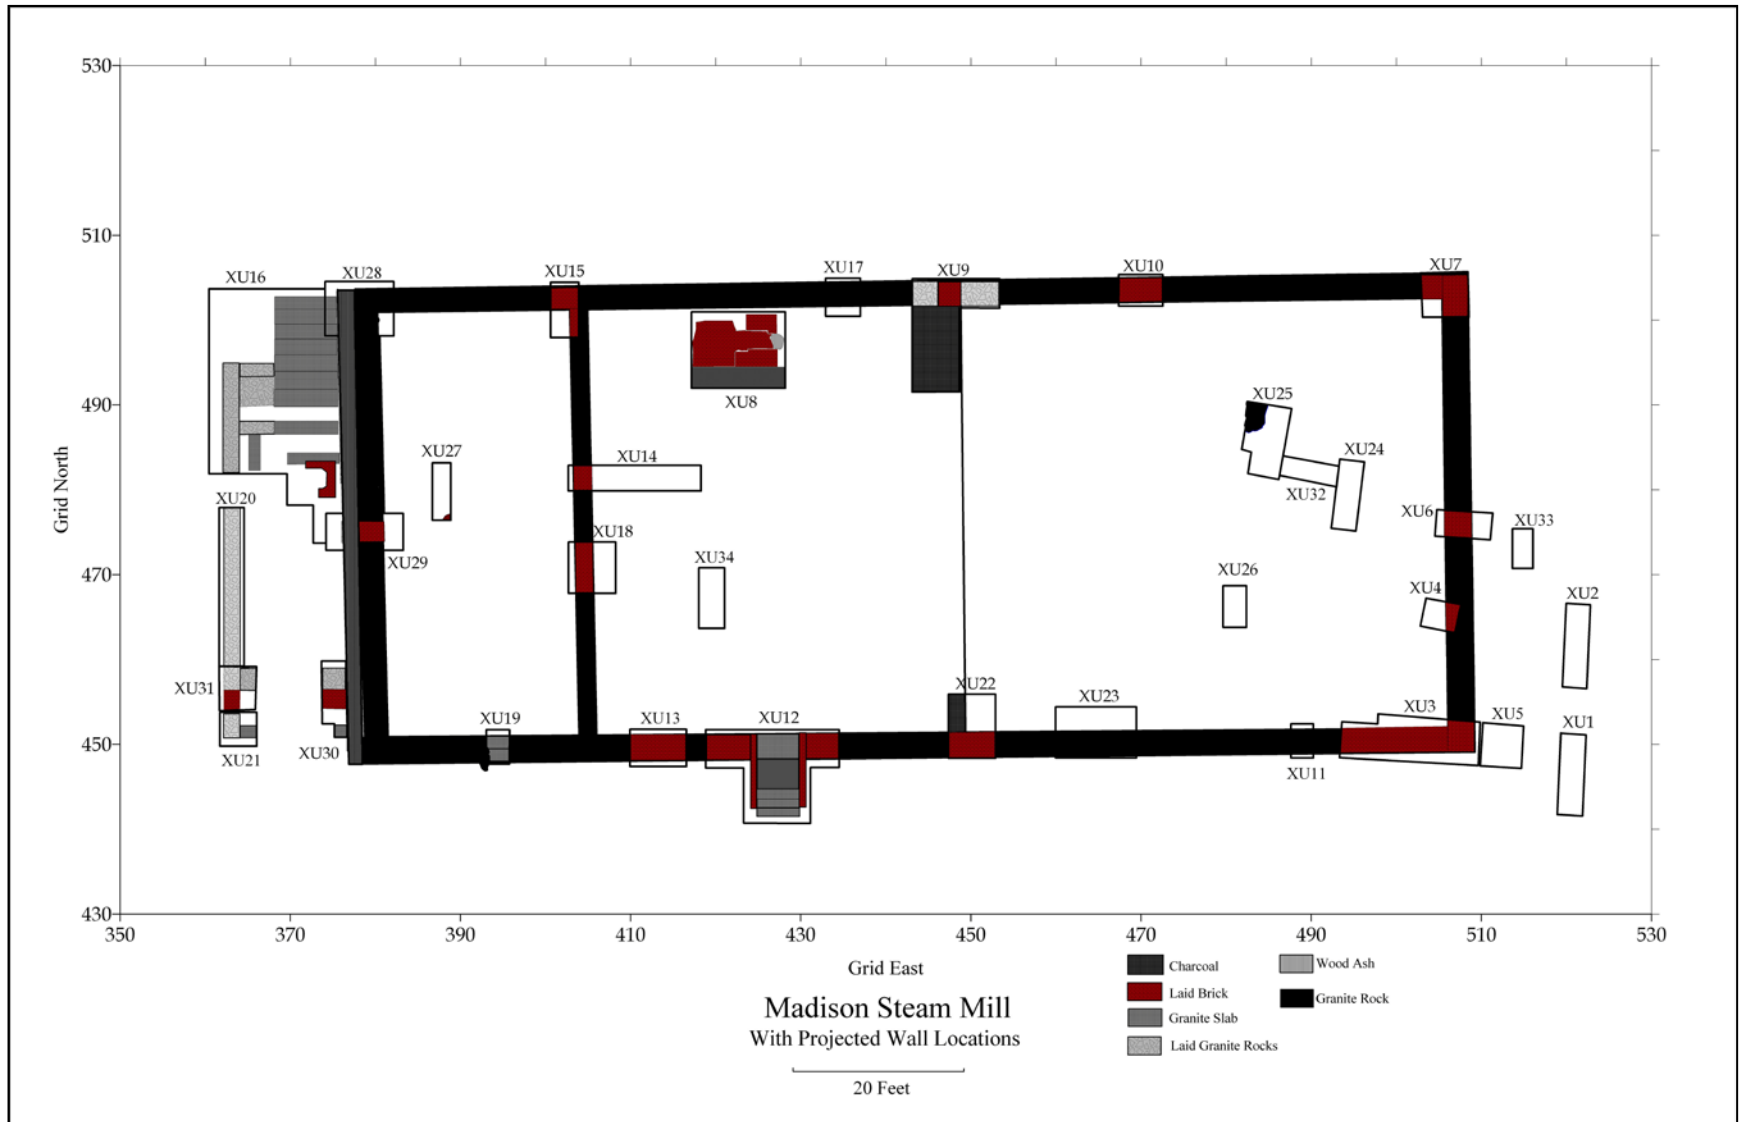 530
510
490
470
450
430
350 370 390 410 430 450 470 490 510 530
Grid North
Grid East
XU16
XU28
XU15
XU17
XU9
XU10
XU7
XU8
XU25
XU27
XU14
XU24
XU32
XU20
XU6
XU33
XU29
XU18
XU34
XU26
XU4
XU2
XU31
XU22
XU23
XU3
XU5
XU1
XU19
XU13
XU12
XU21
XU30
XU11
Madison Steam Mill
With Projected Wall Locations
20 Feet
Charcoal
Laid Brick
Granite Slab
Laid Granite Rocks
Wood Ash
Granite Rock